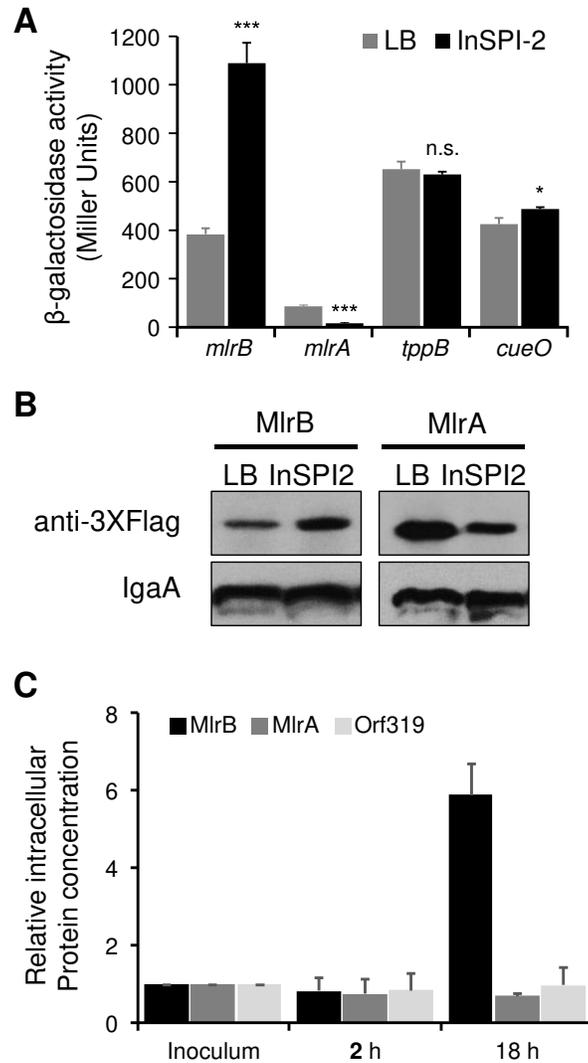 A
β-galactosidase activity
(Miller Units)
1200
1000
800
600
400
200
0
LB InSPI-2
***
***
n.s.
*
mlrB mlrA tppB cueO
B
MlrB MlrA
LB InSPI2 LB InSPI2
anti-3XFlag
IgaA
C
Relative intracellular
Protein concentration
8
6
4
2
0
MlrB MlrA Orf319
Inoculum 2 h 18 h